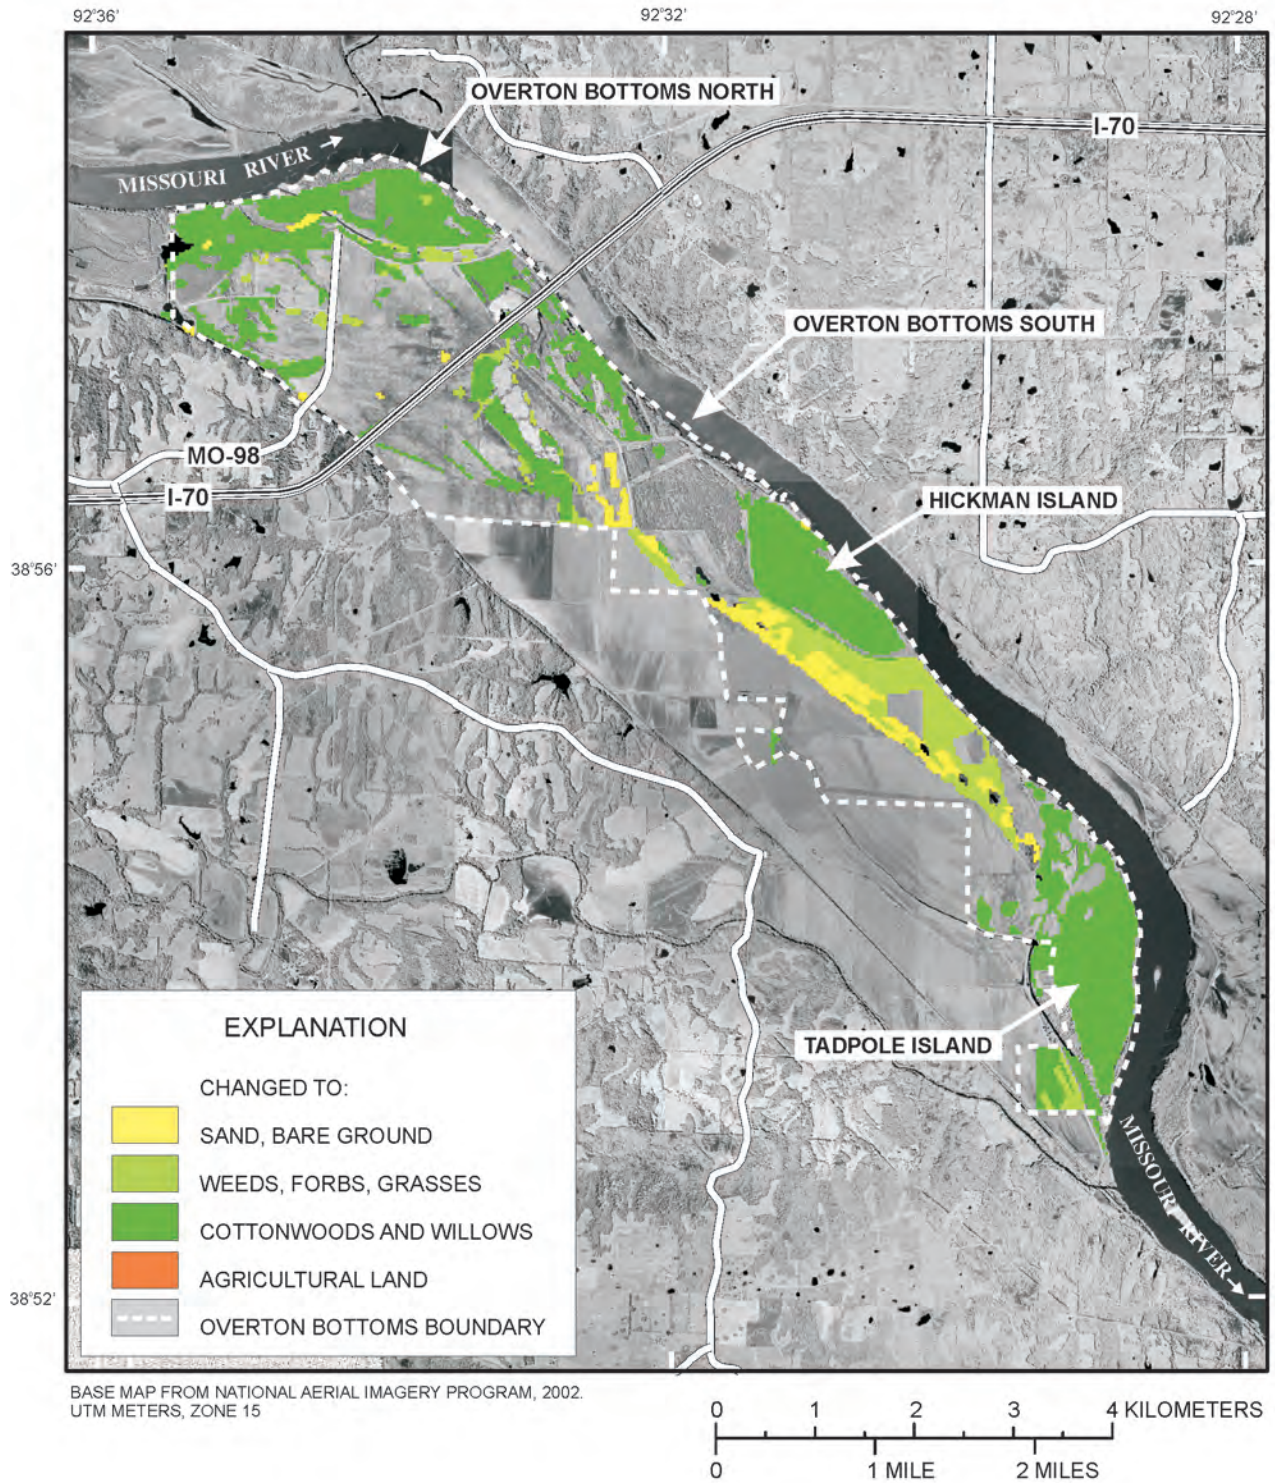 92°36'
92°32'
92°28'
OVERTON BOTTOMS NORTH
I-70
MISSOURI RIVER →
OVERTON BOTTOMS SOUTH
MO-98
I-70
HICKMAN ISLAND
38°56'
TADPOLE ISLAND
MISSOURI RIVER →
EXPLANATION
CHANGED TO:
SAND, BARE GROUND
WEEDS, FORBS, GRASSES
COTTONWOODS AND WILLOWS
AGRICULTURAL LAND
OVERTON BOTTOMS BOUNDARY
38°52'
BASE MAP FROM NATIONAL AERIAL IMAGERY PROGRAM, 2002.
UTM METERS, ZONE 15
0 1 2 3 4 KILOMETERS
0 1 MILE 2 MILES